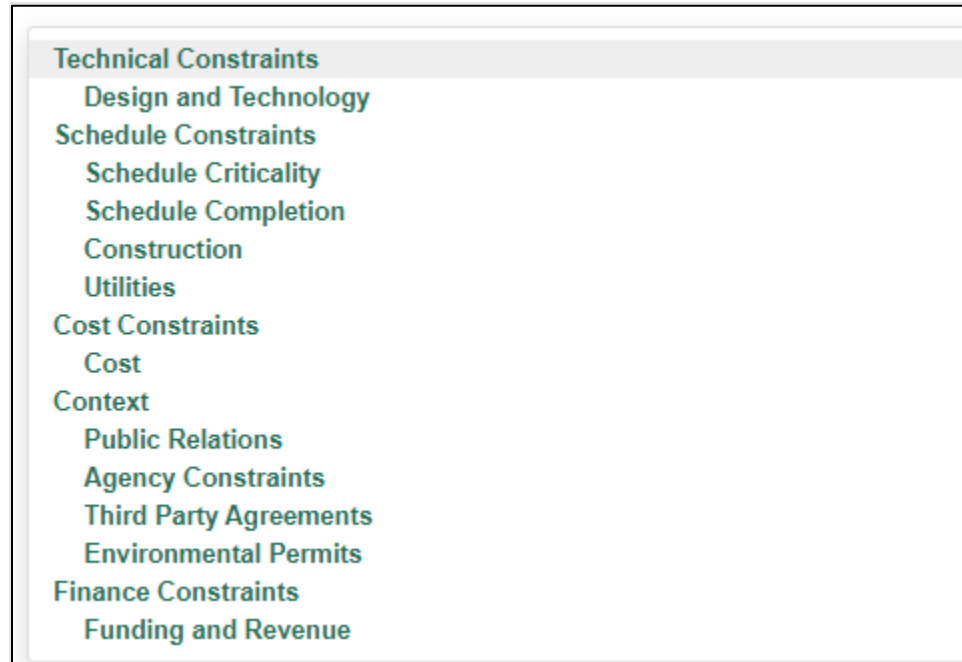 Technical Constraints
Design and Technology
Schedule Constraints
Schedule Criticality
Schedule Completion
Construction
Utilities
Cost Constraints
Cost
Context
Public Relations
Agency Constraints
Third Party Agreements
Environmental Permits
Finance Constraints
Funding and Revenue